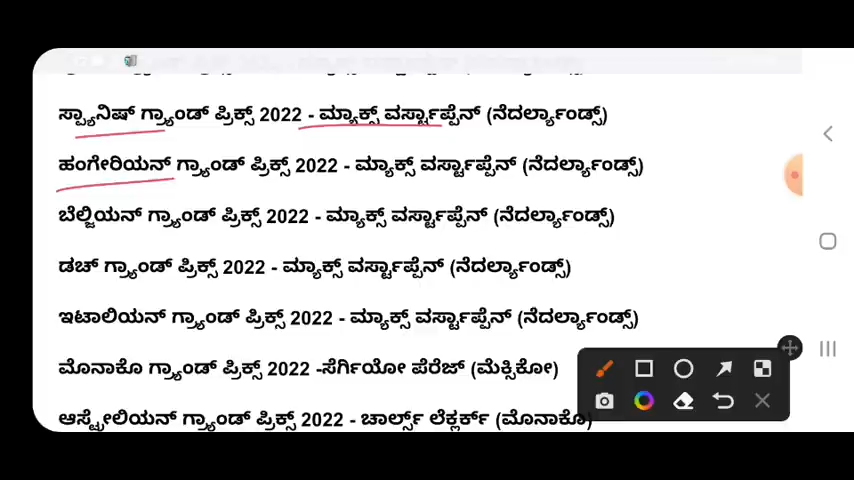 ಸ್ಪ್ಯಾನಿಷ್ ಗ್ರ್ಯಾಂಡ್ ಪ್ರಿಕ್ಸ್ 2022 - ಮ್ಯಾಕ್ಸ್ ವರ್ಸ್ಟಾಪ್ಪೆನ್ (ನೆದರ್ಲ್ಯಾಂಡ್ಸ್)
ಹಂಗೇರಿಯನ್ ಗ್ರ್ಯಾಂಡ್ ಪ್ರಿಕ್ಸ್ 2022 - ಮ್ಯಾಕ್ಸ್ ವರ್ಸ್ಟಾಪ್ಪೆನ್ (ನೆದರ್ಲ್ಯಾಂಡ್ಸ್)
ಬೆಲ್ಜಿಯನ್ ಗ್ರ್ಯಾಂಡ್ ಪ್ರಿಕ್ಸ್ 2022 - ಮ್ಯಾಕ್ಸ್ ವರ್ಸ್ಟಾಪ್ಪೆನ್ (ನೆದರ್ಲ್ಯಾಂಡ್ಸ್)
ಡಚ್ ಗ್ರ್ಯಾಂಡ್ ಪ್ರಿಕ್ಸ್ 2022 - ಮ್ಯಾಕ್ಸ್ ವರ್ಸ್ಟಾಪ್ಪೆನ್ (ನೆದರ್ಲ್ಯಾಂಡ್ಸ್)
ಇಟಾಲಿಯನ್ ಗ್ರ್ಯಾಂಡ್ ಪ್ರಿಕ್ಸ್ 2022 - ಮ್ಯಾಕ್ಸ್ ವರ್ಸ್ಟಾಪ್ಪೆನ್ (ನೆದರ್ಲ್ಯಾಂಡ್ಸ್)
ಮೊನಾಕೊ ಗ್ರ್ಯಾಂಡ್ ಪ್ರಿಕ್ಸ್ 2022 -ಸೆರ್ಗಿಯೋ ಪೆರೆಜ್ (ಮೆಕ್ಸಿಕೋ)
ಆಸ್ಟ್ರೇಲಿಯನ್ ಗ್ರ್ಯಾಂಡ್ ಪ್ರಿಕ್ಸ್ 2022 - ಚಾರ್ಲ್ಸ್ ಲೆಕ್ಲರ್ಕ್ (ಮೊನಾಕೊ)